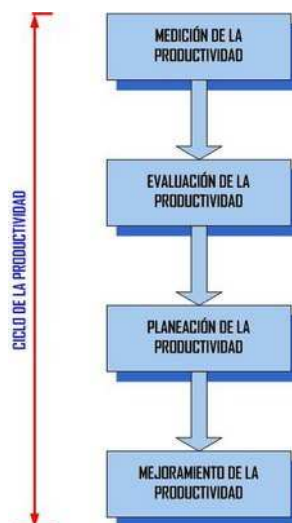 MEDICIÓN DE LA
PRODUCTIVIDAD
EVALUACIÓN DE LA
PRODUCTIVIDAD
PLANEACIÓN DE LA
PRODUCTIVIDAD
MEJORAMIENTO DE LA
PRODUCTIVIDAD
CICLO DE LA PRODUCTIVIDAD